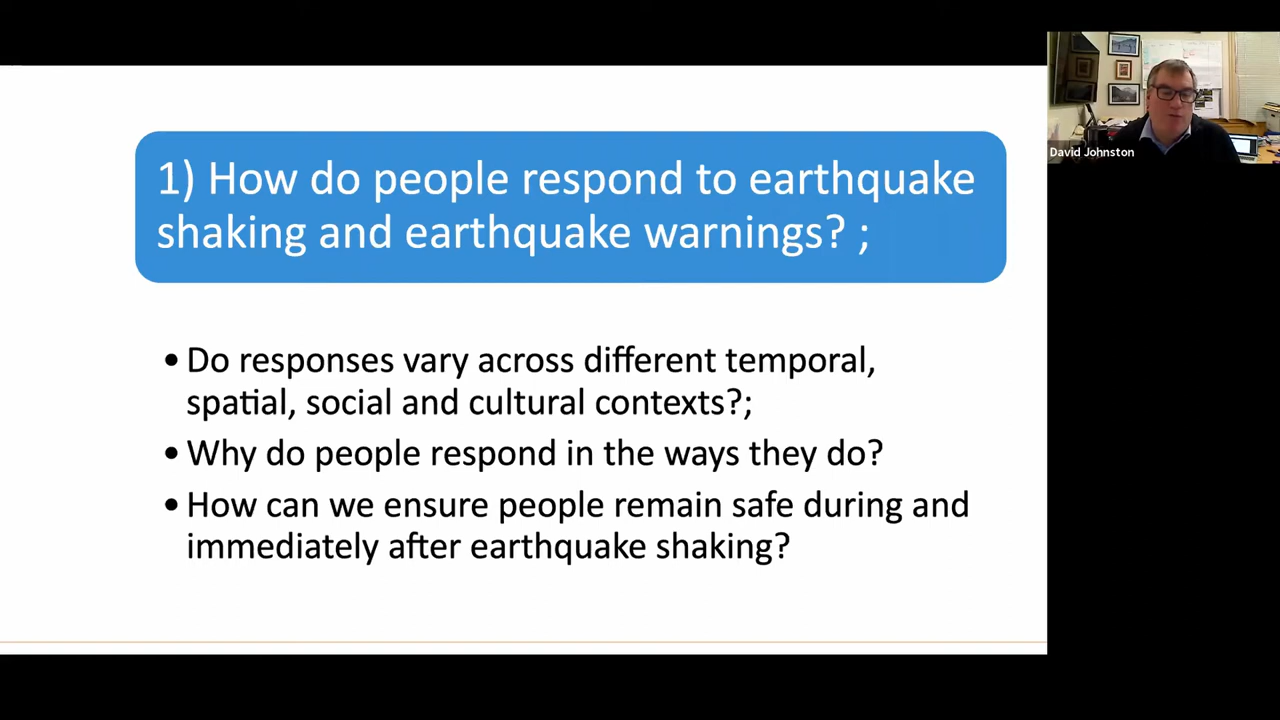 1) How do people respond to earthquake
shaking and earthquake warnings? ;
• Do responses vary across different temporal,
spatial, social and cultural contexts?;
• Why do people respond in the ways they do?
• How can we ensure people remain safe during and
immediately after earthquake shaking?
David Johnston